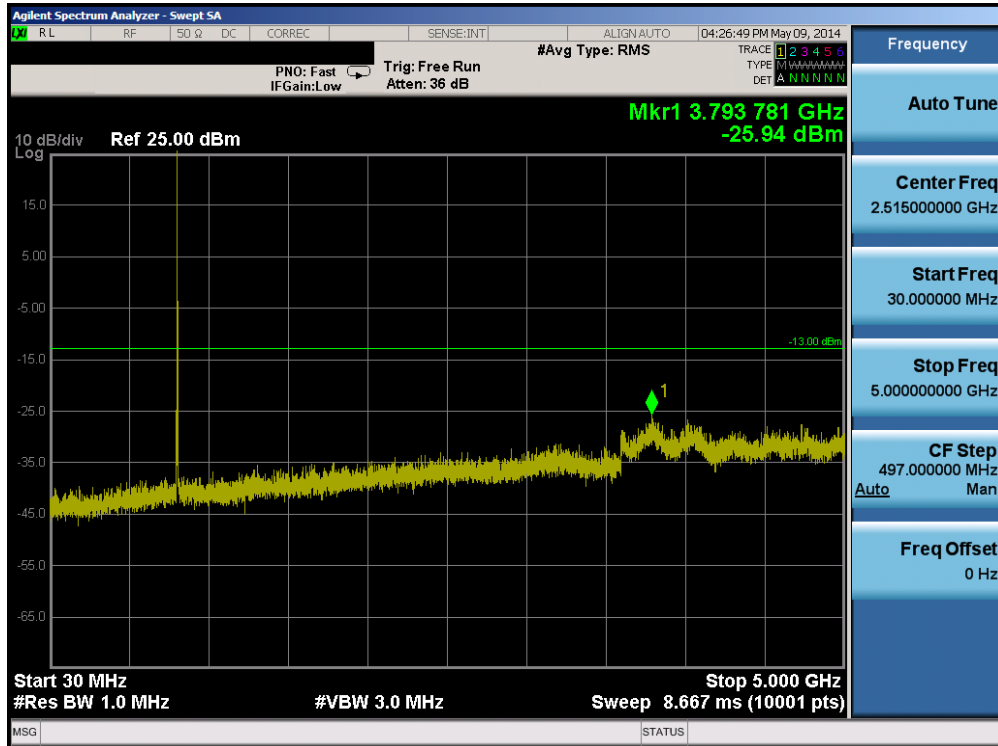 Agilent Spectrum Analyzer - Swept SA
LXI RL RF 50 Ω DC CORREC SENSE:INT ALIGN AUTO 04:26:49 PM May 09, 2014
#Avg Type: RMS TRACE 1 2 3 4 5 6
PNO: Fast Trig: Free Run TYPE M WWWWW
IFGain:Low Atten: 36 dB DET A N N N N N
Mkr1 3.793 781 GHz
-25.94 dBm
10 dB/div Ref 25.00 dBm
Log
15.0
5.00
-5.00
-13.00 dBm
-15.0
1
-25.0
-35.0
-45.0
-55.0
-65.0
Start 30 MHz Stop 5.000 GHz
#Res BW 1.0 MHz #VBW 3.0 MHz Sweep 8.667 ms (10001 pts)
MSG STATUS
Frequency
Auto Tune
Center Freq
2.515000000 GHz
Start Freq
30.000000 MHz
Stop Freq
5.000000000 GHz
CF Step
497.000000 MHz
Auto Man
Freq Offset
0 Hz